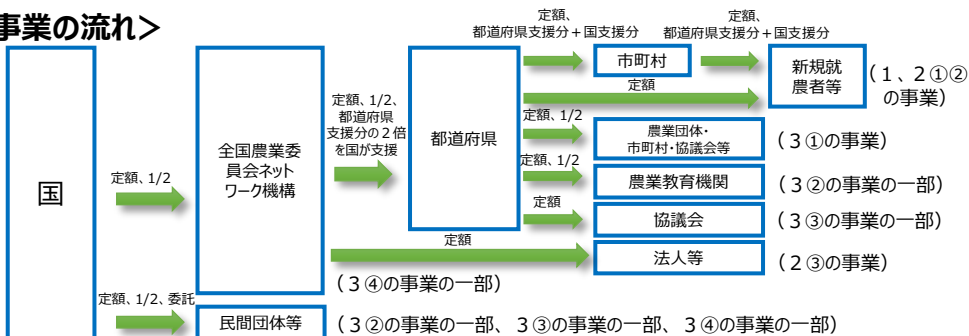 事業の流れ＞
定額、
都道府県支援分＋国支援分
定額、
都道府県支援分＋国支援分
市町村
新規就
農者等
（１、２①②
の事業）
定額
国
定額、1/2
全国農業委
員会ネット
ワーク機構
定額、1/2、
都道府県
支援分の２倍
を国が支援
都道府県
定額、1/2
農業団体・
市町村・協議会等
（３①の事業）
定額、1/2
農業教育機関
（３②の事業の一部）
定額
協議会
（３③の事業の一部）
定額
法人等
（２③の事業）
（３④の事業の一部）
定額、1/2、委託
民間団体等
（３②の事業の一部、３③の事業の一部、３④の事業の一部）